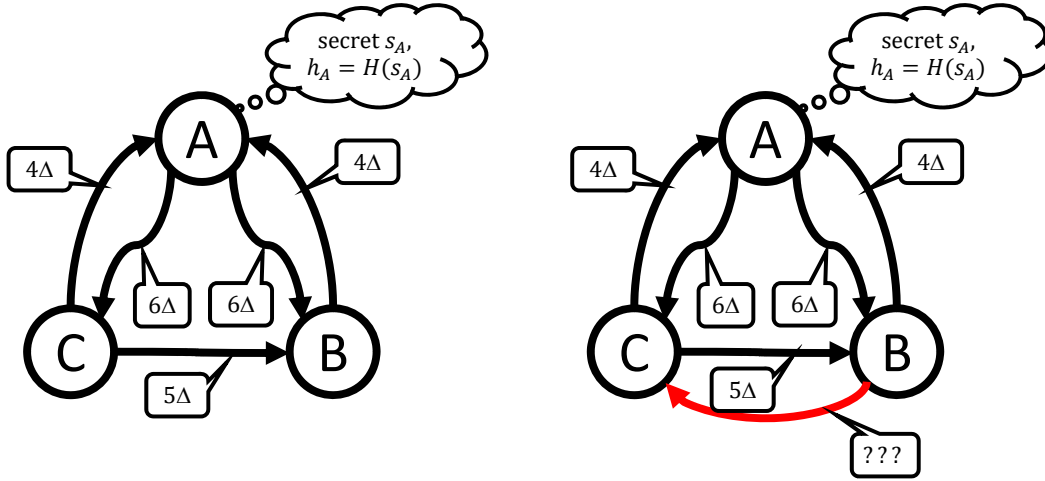 secret s_A,
h_A = H(s_A)
A
4Δ
4Δ
6Δ
6Δ
C
B
5Δ
secret s_A,
h_A = H(s_A)
A
4Δ
4Δ
6Δ
6Δ
C
B
5Δ
???